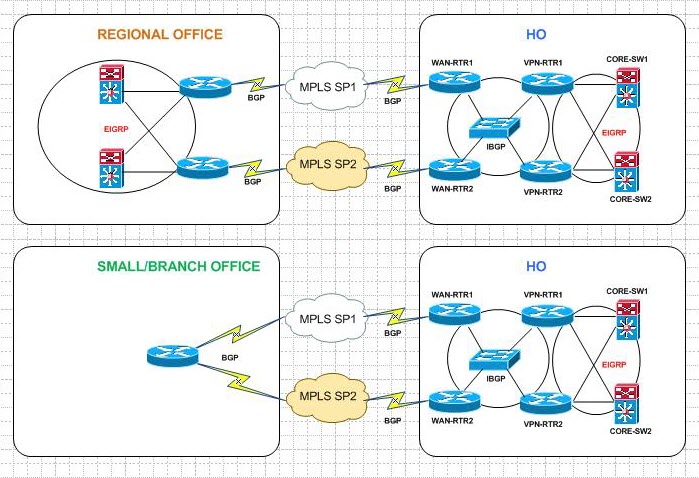 REGIONAL OFFICE
HO
WAN-RTR1
VPN-RTR1
CORE-SW1
MPLS SP1
BGP
BGP
EIGRP
IBGP
EIGRP
MPLS SP2
BGP
BGP
WAN-RTR2
VPN-RTR2
CORE-SW2
SMALL/BRANCH OFFICE
HO
WAN-RTR1
VPN-RTR1
CORE-SW1
MPLS SP1
BGP
BGP
IBGP
EIGRP
MPLS SP2
BGP
WAN-RTR2
VPN-RTR2
CORE-SW2